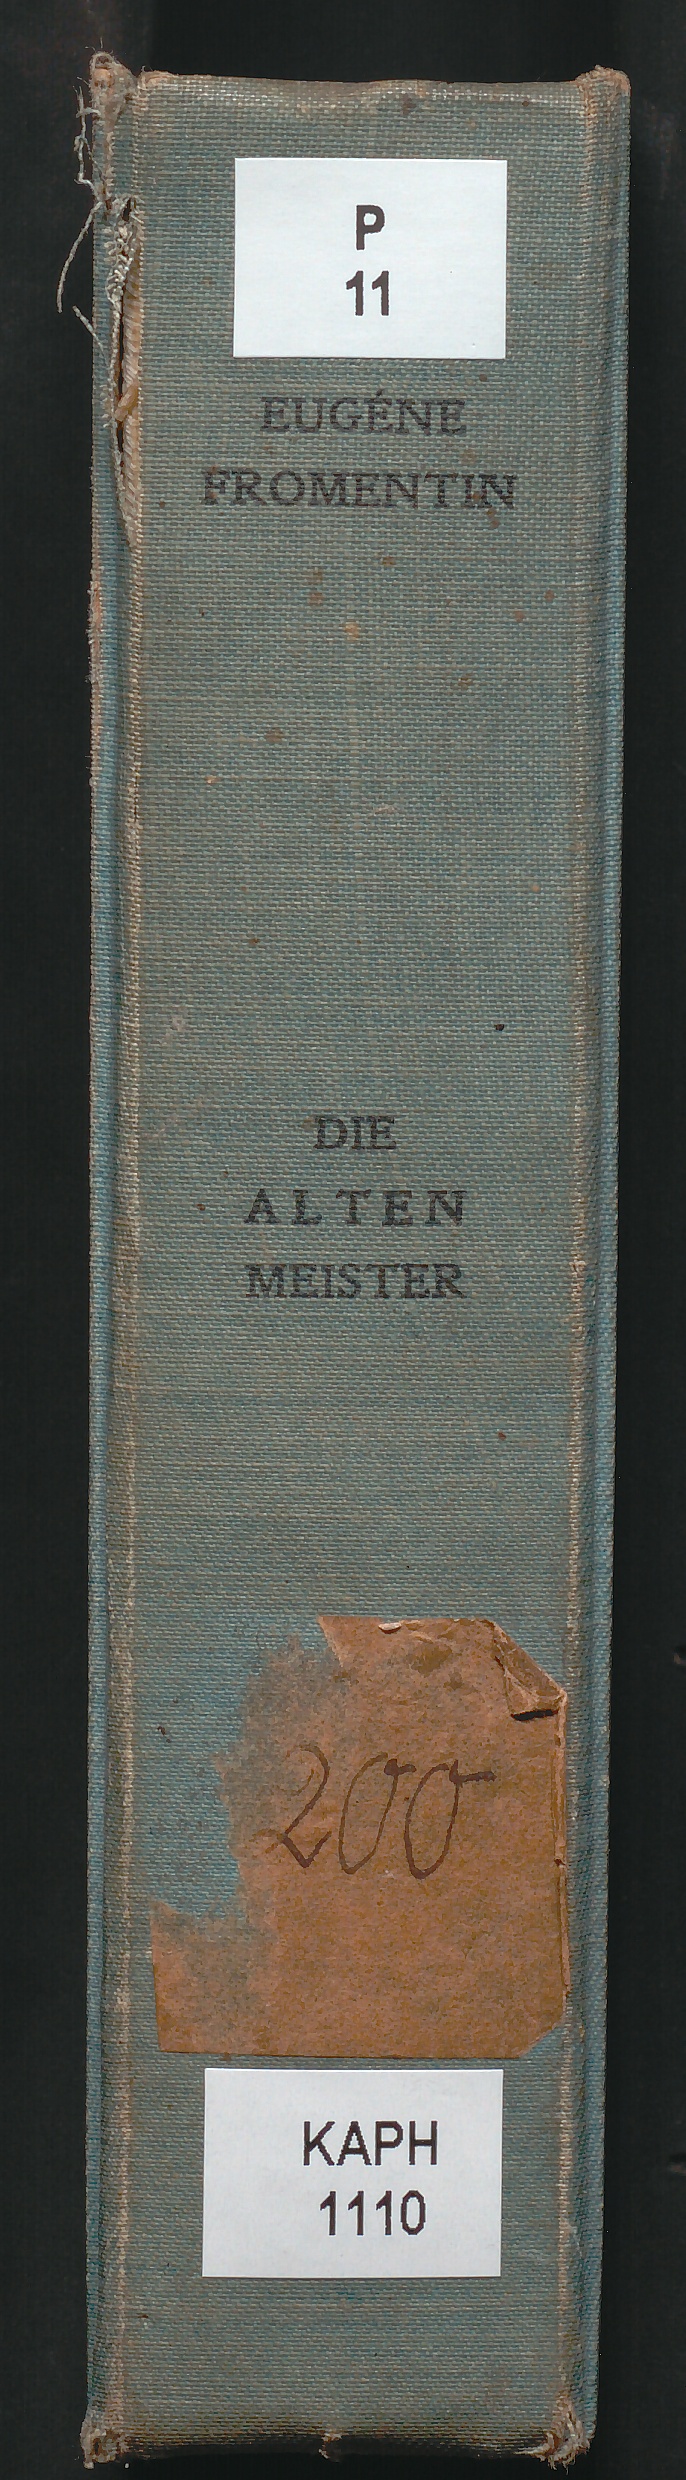 P
11
EUGÉNE
FROMENTIN
DIE
ALTEN
MEISTER
200
KAPH
1110